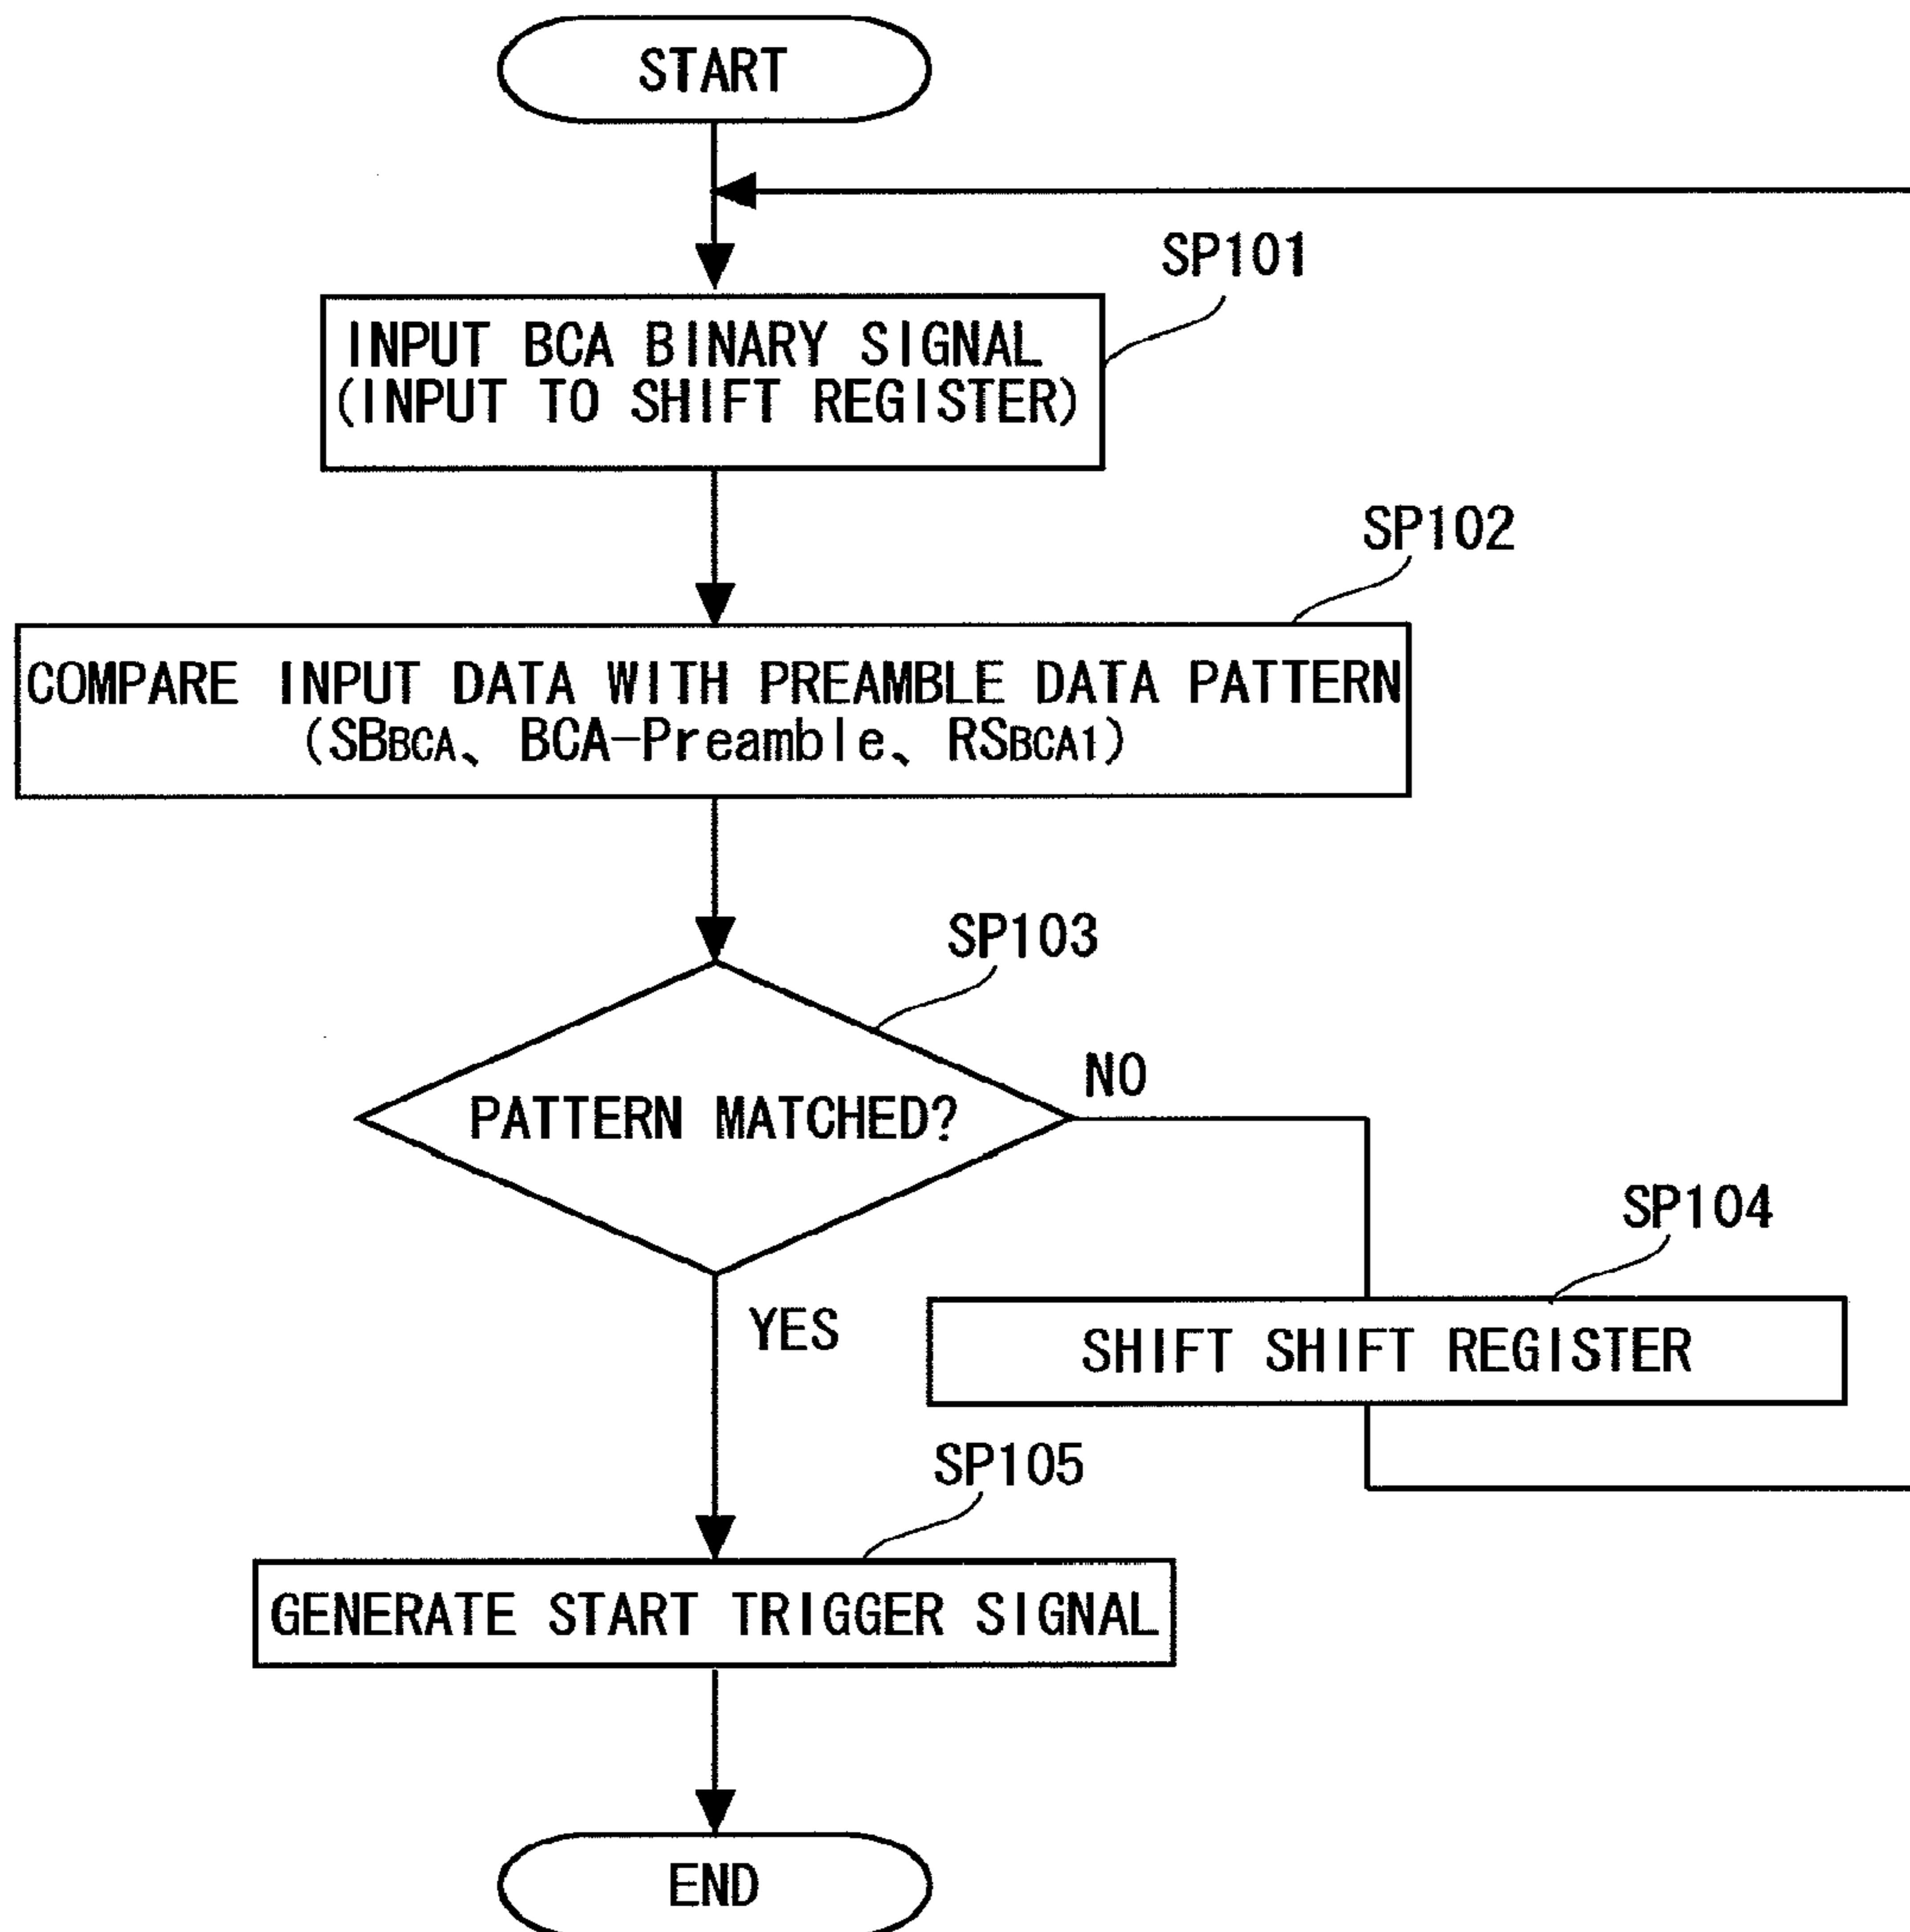 START
SP101
INPUT BCA BINARY SIGNAL
(INPUT TO SHIFT REGISTER)
SP102
COMPARE INPUT DATA WITH PREAMBLE DATA PATTERN
(SBBCA、 BCA-Preamble、 RSBCA1)
SP103
PATTERN MATCHED?
NO
SP104
YES
SHIFT SHIFT REGISTER
SP105
GENERATE START TRIGGER SIGNAL
END